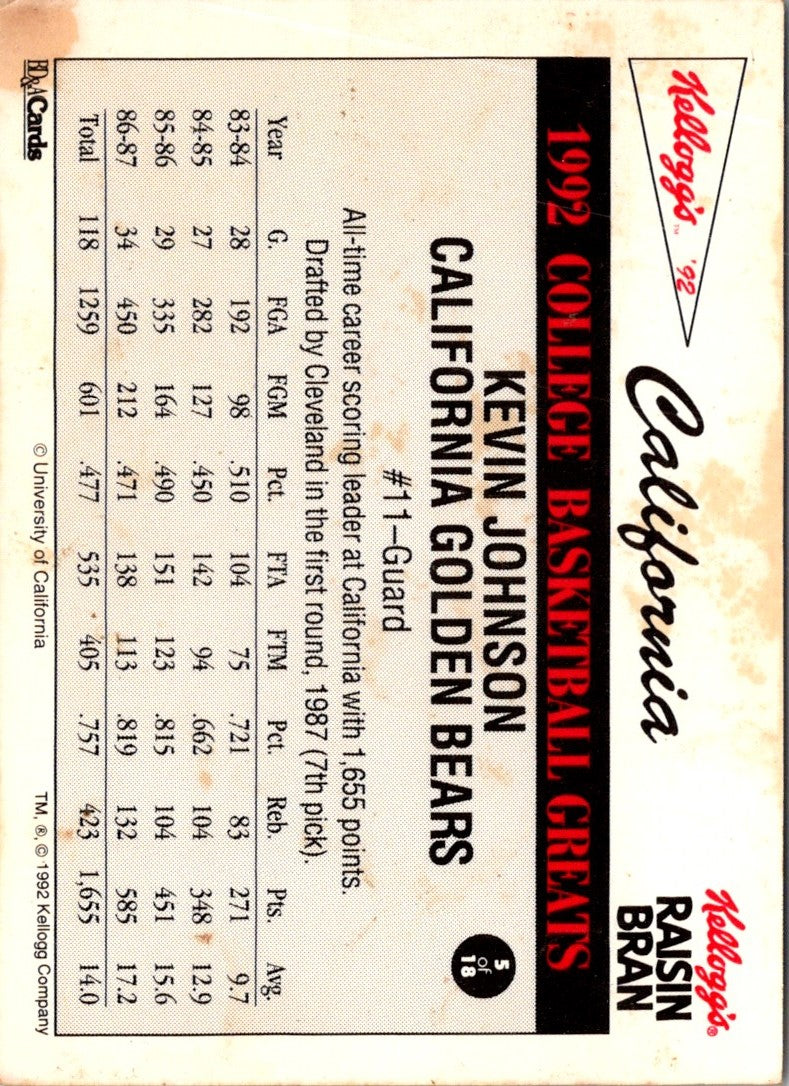 Kellogg's™ '92
California
Kellogg's®
RAISIN
BRAN
1992 COLLEGE BASKETBALL GREATS
KEVIN JOHNSON
CALIFORNIA GOLDEN BEARS
5 of 18
#11–Guard
All-time career scoring leader at California with 1,655 points.
Drafted by Cleveland in the first round, 1987 (7th pick).
Year G. FGA FGM Pct. FTA FTM Pct. Reb. Pts. Avg.
83-84 28 192 98 .510 104 75 .721 83 271 9.7
84-85 27 282 127 .450 142 94 .662 104 348 12.9
85-86 29 335 164 .490 151 123 .815 104 451 15.6
86-87 34 450 212 .471 138 113 .819 132 585 17.2
Total 118 1259 601 .477 535 405 .757 423 1,655 14.0
Cards © University of California TM, ®, © 1992 Kellogg Company